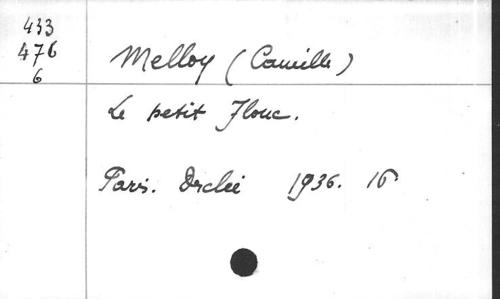 433
476
6
Melloy (Camille)
Le petit Flouc.
Paris. Desclée 1936. 16°